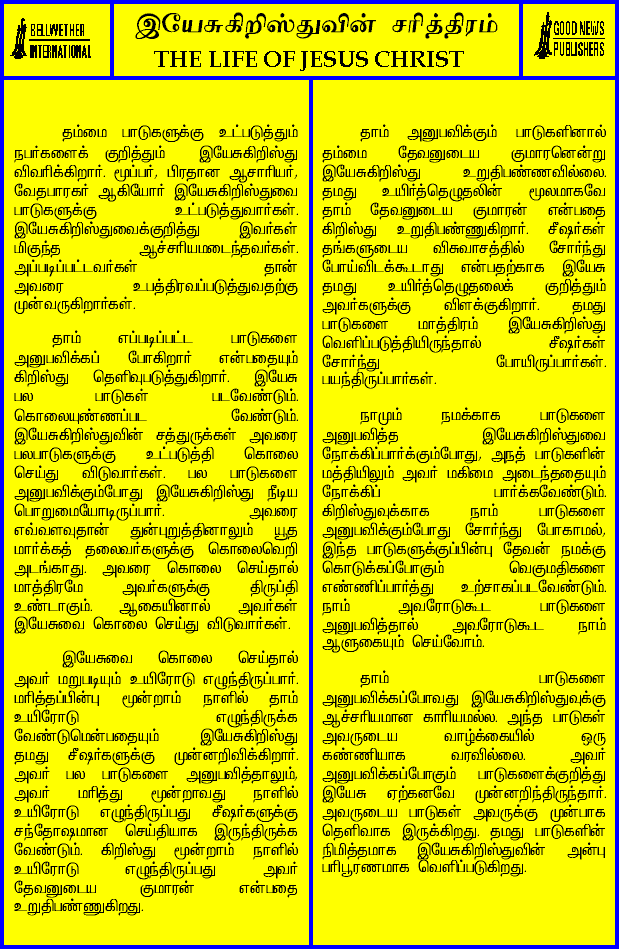 BELLWETHER
INTERNATIONAL
இயேசுகிறிஸ்துவின் சரித்திரம்
THE LIFE OF JESUS CHRIST
GOOD NEWS
PUBLISHERS
தம்மை பாடுகளுக்கு உட்படுத்தும்
நபர்களைக் குறித்தும் இயேசுகிறிஸ்து
விவரிக்கிறார். மூப்பர், பிரதான ஆசாரியர்,
வேதபாரகர் ஆகியோர் இயேசுகிறிஸ்துவை
பாடுகளுக்கு உட்படுத்துவார்கள்.
இயேசுகிறிஸ்துவைக்குறித்து இவர்கள்
மிகுந்த ஆச்சரியமடைந்தவர்கள்.
அப்படிப்பட்டவர்கள் தான்
அவரை உபத்திரவப்படுத்துவதற்கு
முன்வருகிறார்கள்.
தாம் எப்படிப்பட்ட பாடுகளை
அனுபவிக்கப் போகிறார் என்பதையும்
கிறிஸ்து தெளிவுபடுத்துகிறார். இயேசு
பல பாடுகள் படவேண்டும்.
கொலையுண்ணப்பட வேண்டும்.
இயேசுகிறிஸ்துவின் சத்துருக்கள் அவரை
பலபாடுகளுக்கு உட்படுத்தி கொலை
செய்து விடுவார்கள். பல பாடுகளை
அனுபவிக்கும்போது இயேசுகிறிஸ்து நீடிய
பொறுமையோடிருப்பார். அவரை
எவ்வளவுதான் துன்புறுத்தினாலும் யூத
மார்க்கத் தலைவர்களுக்கு கொலைவெறி
அடங்காது. அவரை கொலை செய்தால்
மாத்திரமே அவர்களுக்கு திருப்தி
உண்டாகும். ஆகையினால் அவர்கள்
இயேசுவை கொலை செய்து விடுவார்கள்.
இயேசுவை கொலை செய்தால்
அவர் மறுபடியும் உயிரோடு எழுந்திருப்பார்.
மரித்தப்பின்பு மூன்றாம் நாளில் தாம்
உயிரோடு எழுந்திருக்க
வேண்டுமென்பதையும் இயேசுகிறிஸ்து
தமது சீஷர்களுக்கு முன்னறிவிக்கிறார்.
அவர் பல பாடுகளை அனுபவித்தாலும்,
அவர் மரித்து மூன்றாவது நாளில்
உயிரோடு எழுந்திருப்பது சீஷர்களுக்கு
சந்தோஷமான செய்தியாக இருந்திருக்க
வேண்டும். கிறிஸ்து மூன்றாம் நாளில்
உயிரோடு எழுந்திருப்பது அவர்
தேவனுடைய குமாரன் என்பதை
உறுதிபண்ணுகிறது.
தாம் அனுபவிக்கும் பாடுகளினால்
தம்மை தேவனுடைய குமாரனென்று
இயேசுகிறிஸ்து உறுதிபண்ணவில்லை.
தமது உயிர்த்தெழுதலின் மூலமாகவே
தாம் தேவனுடைய குமாரன் என்பதை
கிறிஸ்து உறுதிபண்ணுகிறார். சீஷர்கள்
தங்களுடைய விசுவாசத்தில் சோர்ந்து
போய்விடக்கூடாது என்பதற்காக இயேசு
தமது உயிர்த்தெழுதலைக் குறித்தும்
அவர்களுக்கு விளக்குகிறார். தமது
பாடுகளை மாத்திரம் இயேசுகிறிஸ்து
வெளிப்படுத்தியிருந்தால் சீஷர்கள்
சோர்ந்து போயிருப்பார்கள்.
பயந்திருப்பார்கள்.
நாமும் நமக்காக பாடுகளை
அனுபவித்த இயேசுகிறிஸ்துவை
நோக்கிப்பார்க்கும்போது, அநத் பாடுகளின்
மத்தியிலும் அவர் மகிமை அடைந்ததையும்
நோக்கிப் பார்க்கவேண்டும்.
கிறிஸ்துவுக்காக நாம் பாடுகளை
அனுபவிக்கும்போது சோர்ந்து போகாமல்,
இந்த பாடுகளுக்குப்பின்பு தேவன் நமக்கு
கொடுக்கப்போகும் வெகுமதிகளை
எண்ணிப்பார்த்து உற்சாகப்படவேண்டும்.
நாம் அவரோடுகூட பாடுகளை
அனுபவித்தால் அவரோடுகூட நாம்
ஆளுகையும் செய்வோம்.
தாம் பாடுகளை
அனுபவிக்கப்போவது இயேசுகிறிஸ்துவுக்கு
ஆச்சரியமான காரியமல்ல. அந்த பாடுகள்
அவருடைய வாழ்க்கையில் ஒரு
கண்ணியாக வரவில்லை. அவர்
அனுபவிக்கப்போகும் பாடுகளைக்குறித்து
இயேசு ஏற்கனவே முன்னறிந்திருந்தார்.
அவருடைய பாடுகள் அவருக்கு முன்பாக
தெளிவாக இருக்கிறது. தமது பாடுகளின்
நிமித்தமாக இயேசுகிறிஸ்துவின் அன்பு
பரிபூரணமாக வெளிப்படுகிறது.